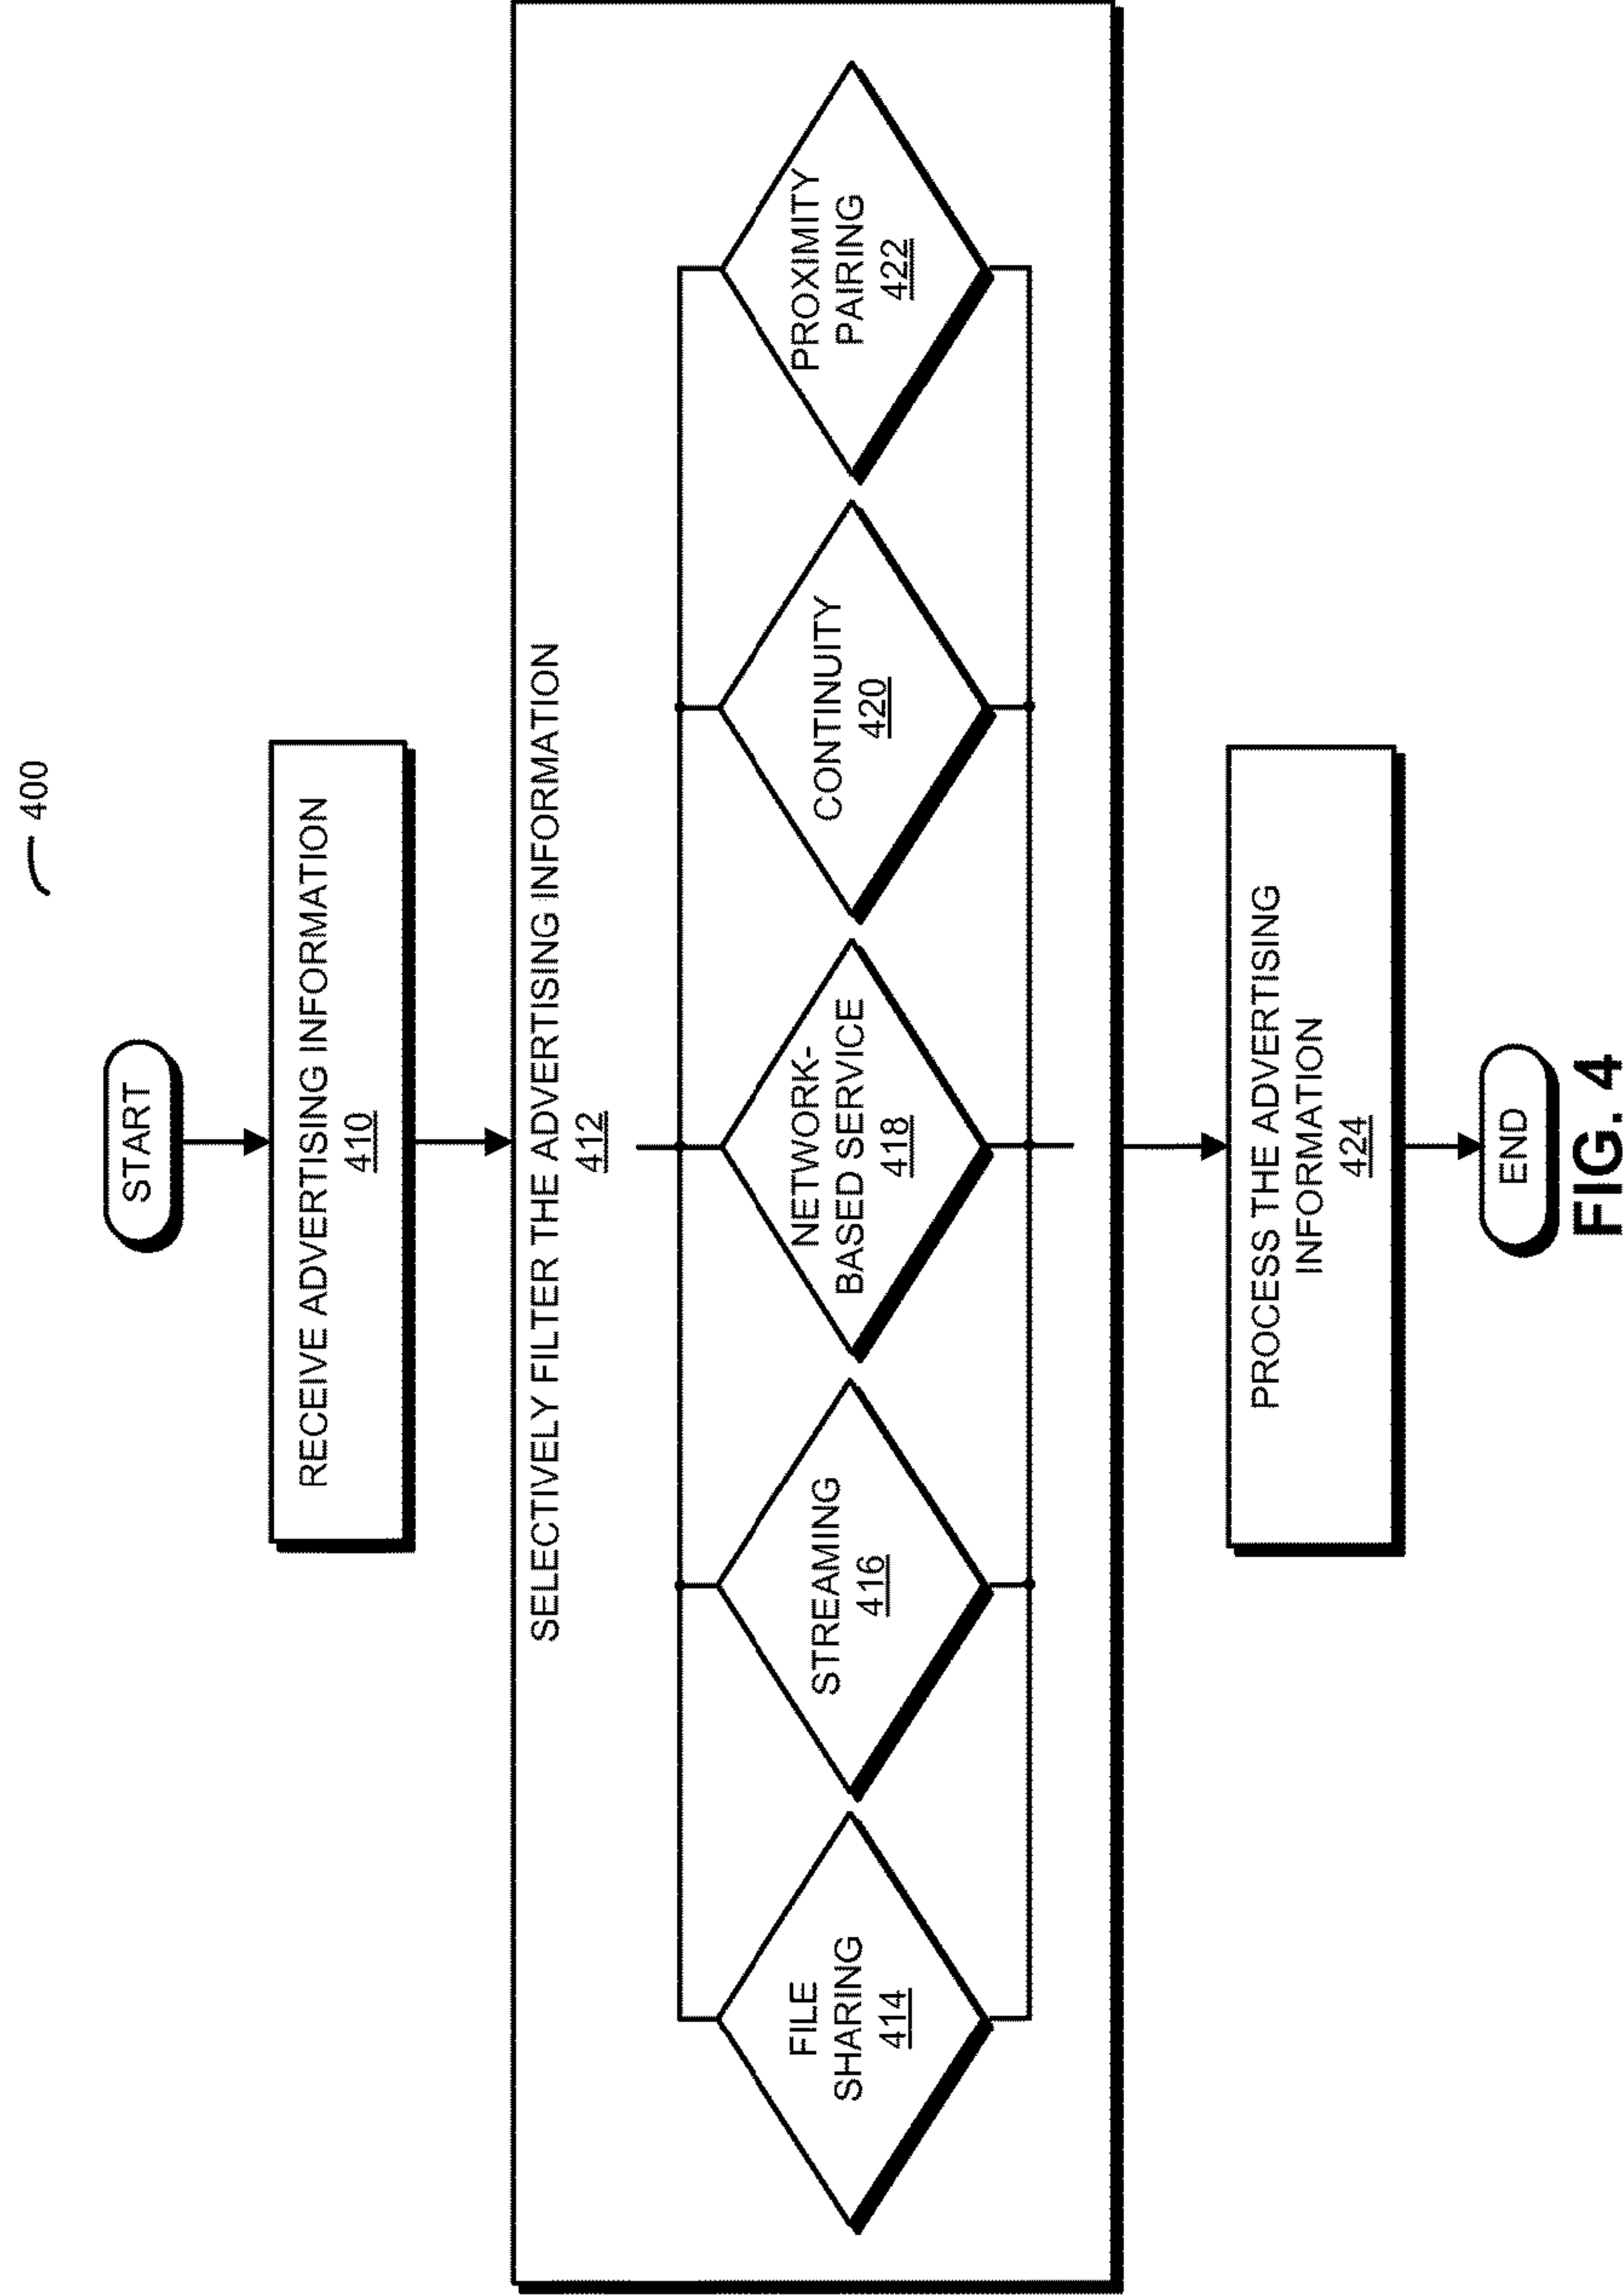 400
START
RECEIVE ADVERTISING INFORMATION
410
SELECTIVELY FILTER THE ADVERTISING INFORMATION
412
FILE
SHARING
414
STREAMING
416
NETWORK-
BASED SERVICE
418
CONTINUITY
420
PROXIMITY
PAIRING
422
PROCESS THE ADVERTISING
INFORMATION
424
END
FIG. 4